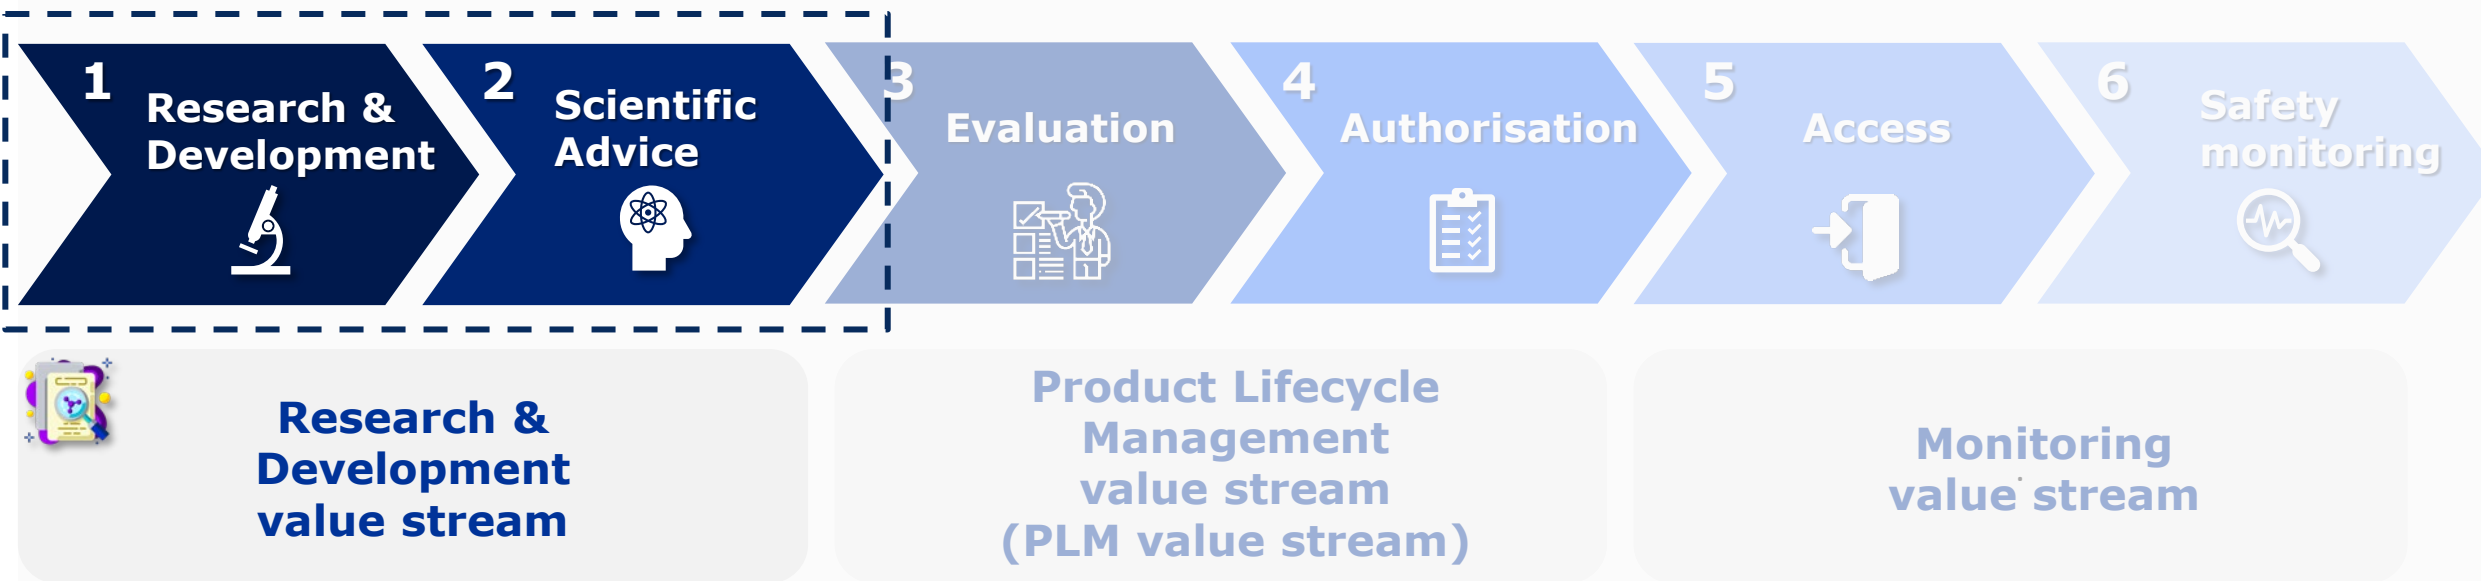 1
Research &
Development
2
Scientific
Advice
3
Evaluation
4
Authorisation
5
Access
6
Safety
monitoring
Research &
Development
value stream
Product Lifecycle
Management
value stream
(PLM value stream)
Monitoring
value stream